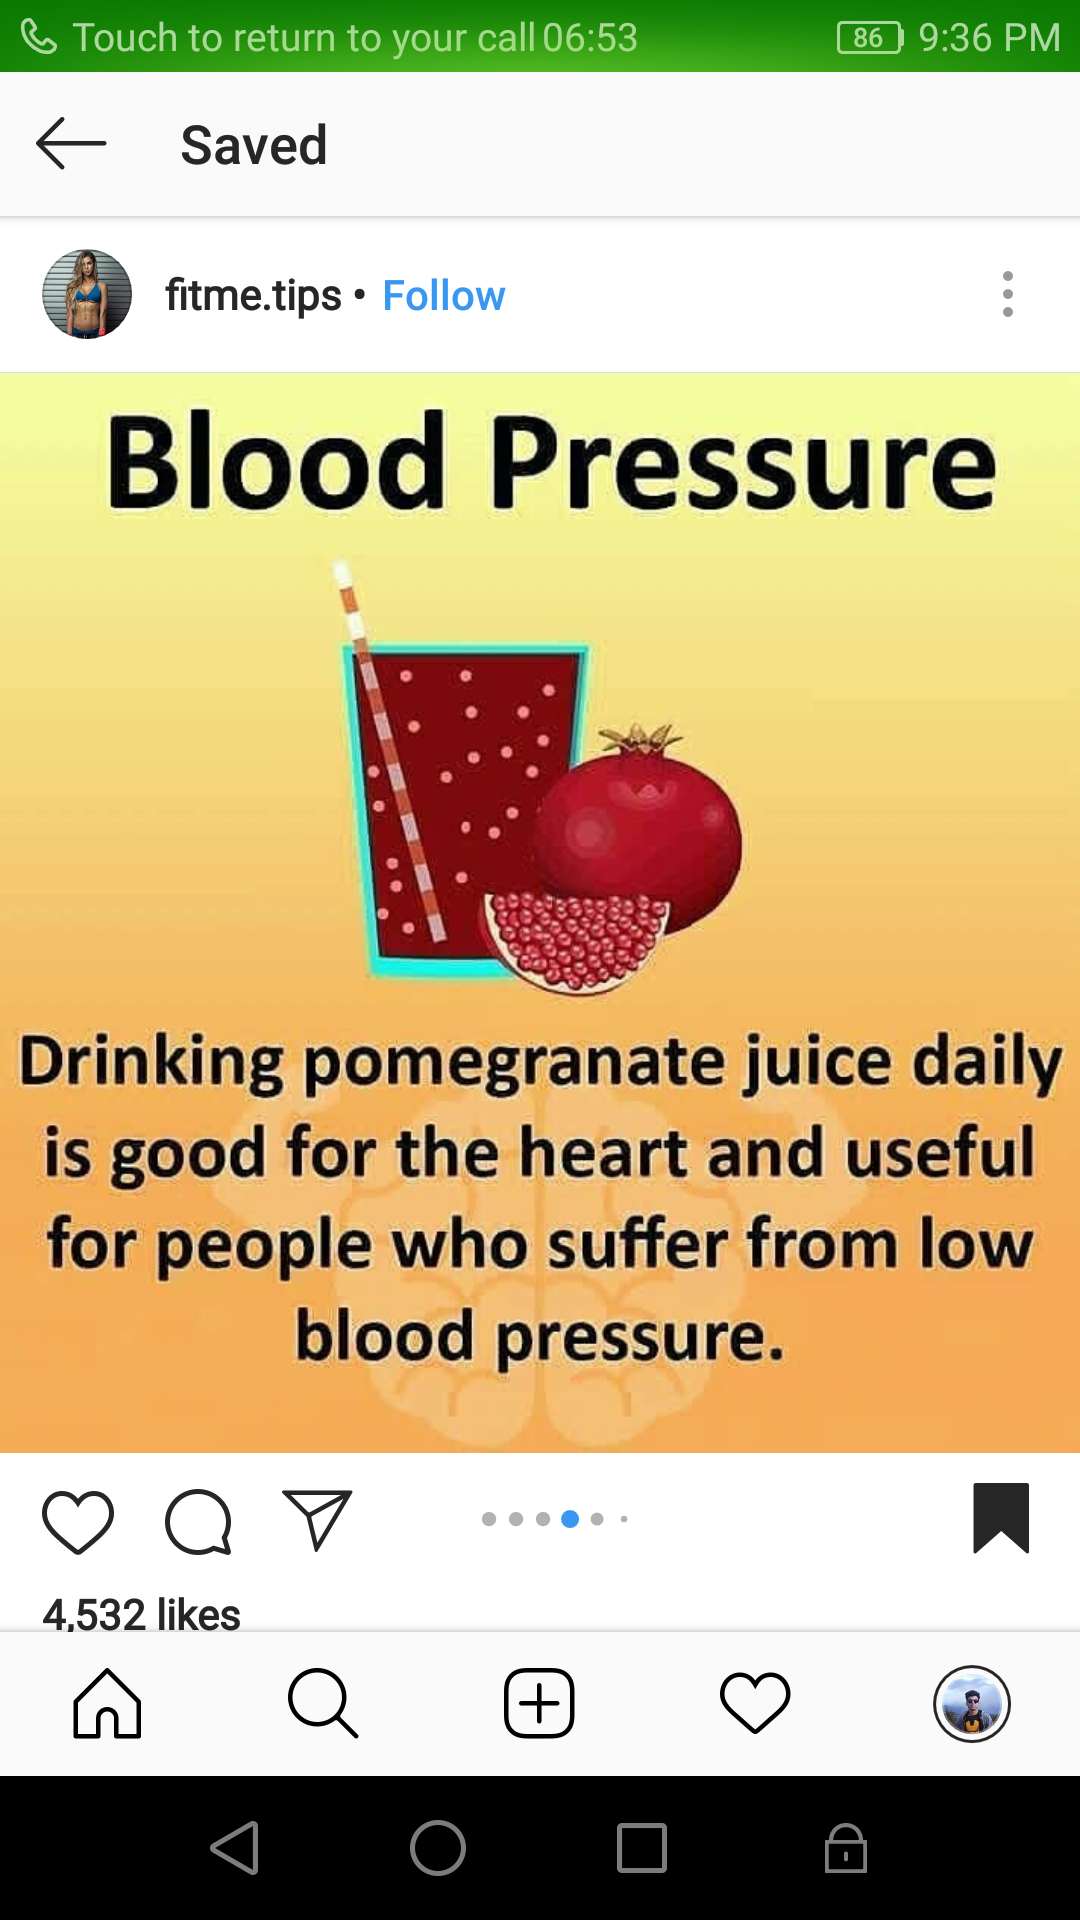 Touch to return to your call 06:53 86 9:36 PM
Saved
fitme.tips • Follow
Blood Pressure
Drinking pomegranate juice daily
is good for the heart and useful
for people who suffer from low
blood pressure.
4,532 likes